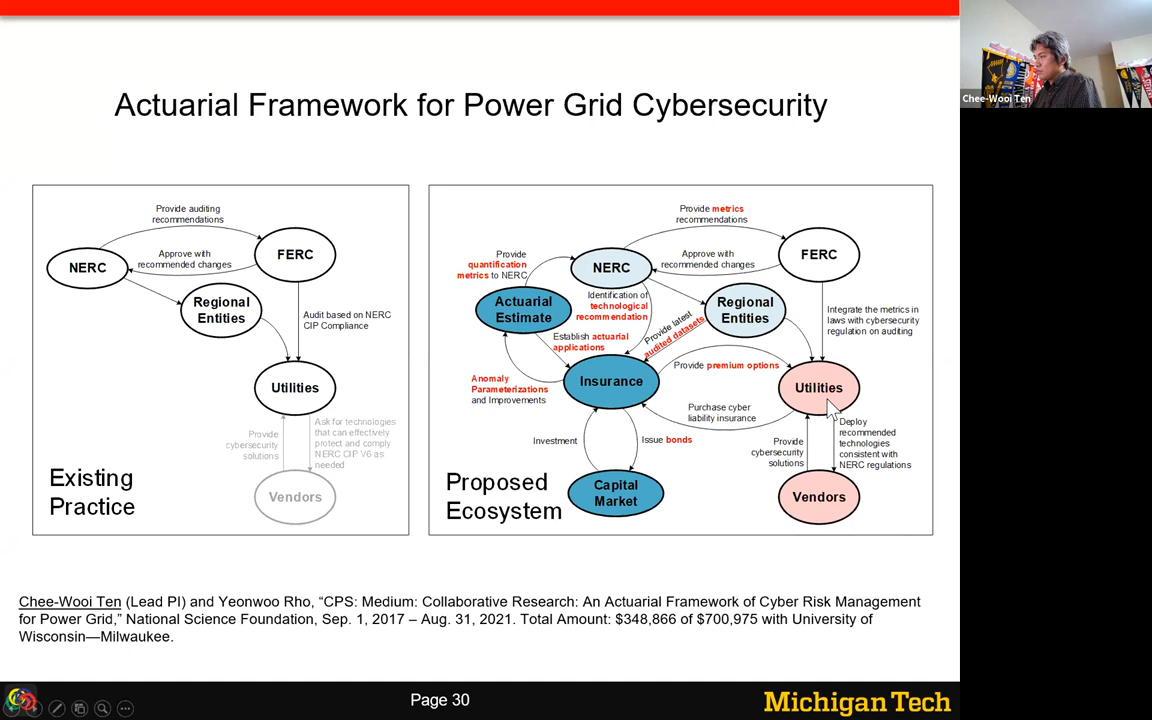 Actuarial Framework for Power Grid Cybersecurity
Chee-Wooi Ten
Provide auditing
recommendations
NERC
Approve with
recommended changes
FERC
Regional
Entities
Audit based on NERC
CIP Compliance
Utilities
Provide
cybersecurity
solutions
Ask for technologies
that can effectively
protect and comply
NERC CIP V6 as
needed
Vendors
Existing
Practice
Provide metrics
recommendations
Provide
quantification
metrics to NERC
NERC
Approve with
recommended changes
FERC
Actuarial
Estimate
Identification of
technological
recommendation
Regional
Entities
Integrate the metrics in
laws with cybersecurity
regulation on auditing
Provide latest
audited datasets
Establish actuarial
applications
Provide premium options
Anomaly
Parameterizations
and Improvements
Insurance
Utilities
Purchase cyber
liability insurance
Investment
Issue bonds
Provide
cybersecurity
solutions
Deploy
recommended
technologies
consistent with
NERC regulations
Capital
Market
Vendors
Proposed
Ecosystem
Chee-Wooi Ten (Lead PI) and Yeonwoo Rho, “CPS: Medium: Collaborative Research: An Actuarial Framework of Cyber Risk Management
for Power Grid,” National Science Foundation, Sep. 1, 2017 – Aug. 31, 2021. Total Amount: $348,866 of $700,975 with University of
Wisconsin—Milwaukee.
Page 30
Michigan Tech